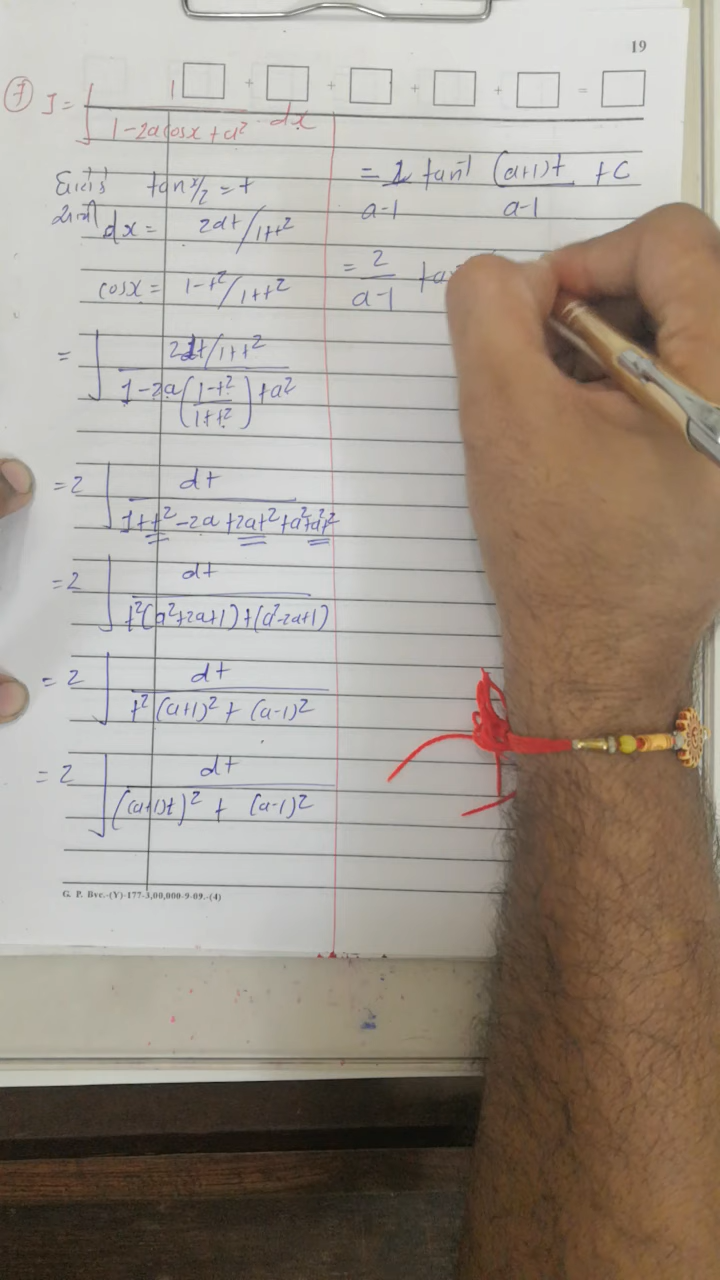 19
+ + + + =
(7) I = ∫ 1 / 1-2acosx+a² dx
tan x/2 = t
dx = 2dt/1+t²
cosx = 1-t²/1+t²
= ∫ 2dt/1+t² / 1-2a(1-t²/1+t²)+a²
= 2 ∫ dt / 1+t²-2a+2at²+a²+a²t²
= 2 ∫ dt / t²(a²+2a+1)+(a²-2a+1)
= 2 ∫ dt / t²(a+1)²+(a-1)²
= 2 ∫ dt / ((a+1)t)² + (a-1)²
G. P. Bvc.-(Y)-177-3,00,000-9-09.-(4)
= 2 / a-1 tan⁻¹ (a+1)t / a-1 + C
= 2 / a-1